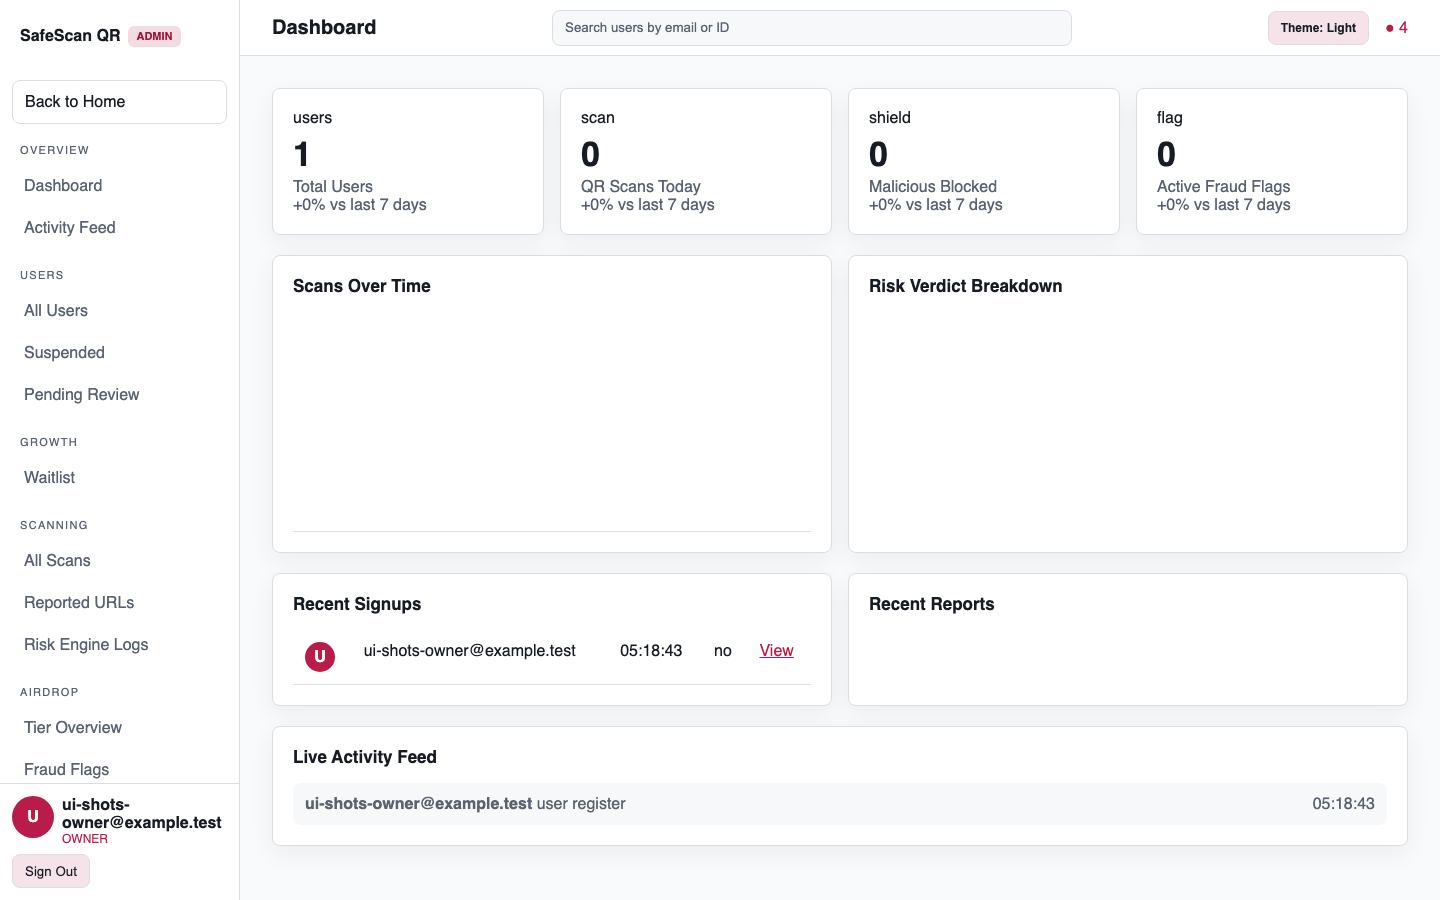 SafeScan QR ADMIN
Back to Home
OVERVIEW
Dashboard
Activity Feed
USERS
All Users
Suspended
Pending Review
GROWTH
Waitlist
SCANNING
All Scans
Reported URLs
Risk Engine Logs
AIRDROP
Tier Overview
Fraud Flags
U
ui-shots-
owner@example.test
OWNER
Sign Out
Dashboard
Search users by email or ID
Theme: Light
● 4
users
1
Total Users
+0% vs last 7 days
scan
0
QR Scans Today
+0% vs last 7 days
shield
0
Malicious Blocked
+0% vs last 7 days
flag
0
Active Fraud Flags
+0% vs last 7 days
Scans Over Time
Risk Verdict Breakdown
Recent Signups
U ui-shots-owner@example.test 05:18:43 no View
Recent Reports
Live Activity Feed
ui-shots-owner@example.test user register 05:18:43